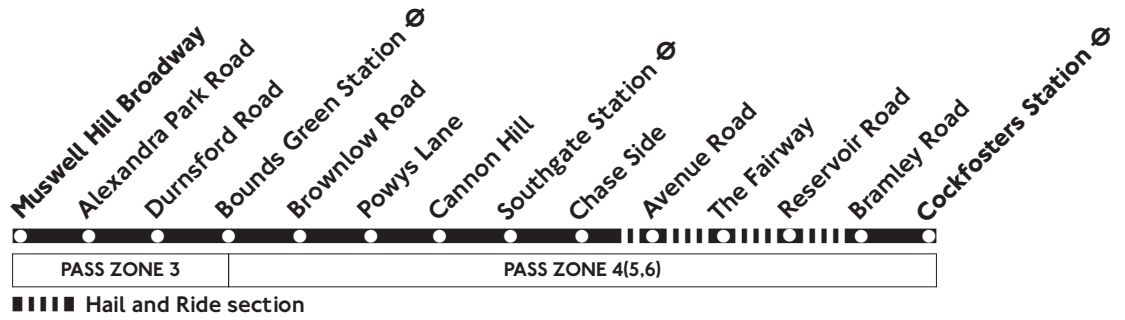 Muswell Hill Broadway
Alexandra Park Road
Durnsford Road
Bounds Green Station
Brownlow Road
Powys Lane
Cannon Hill
Southgate Station
Chase Side
Avenue Road
The Fairway
Reservoir Road
Bramley Road
Cockfosters Station
PASS ZONE 3
PASS ZONE 4(5,6)
Hail and Ride section